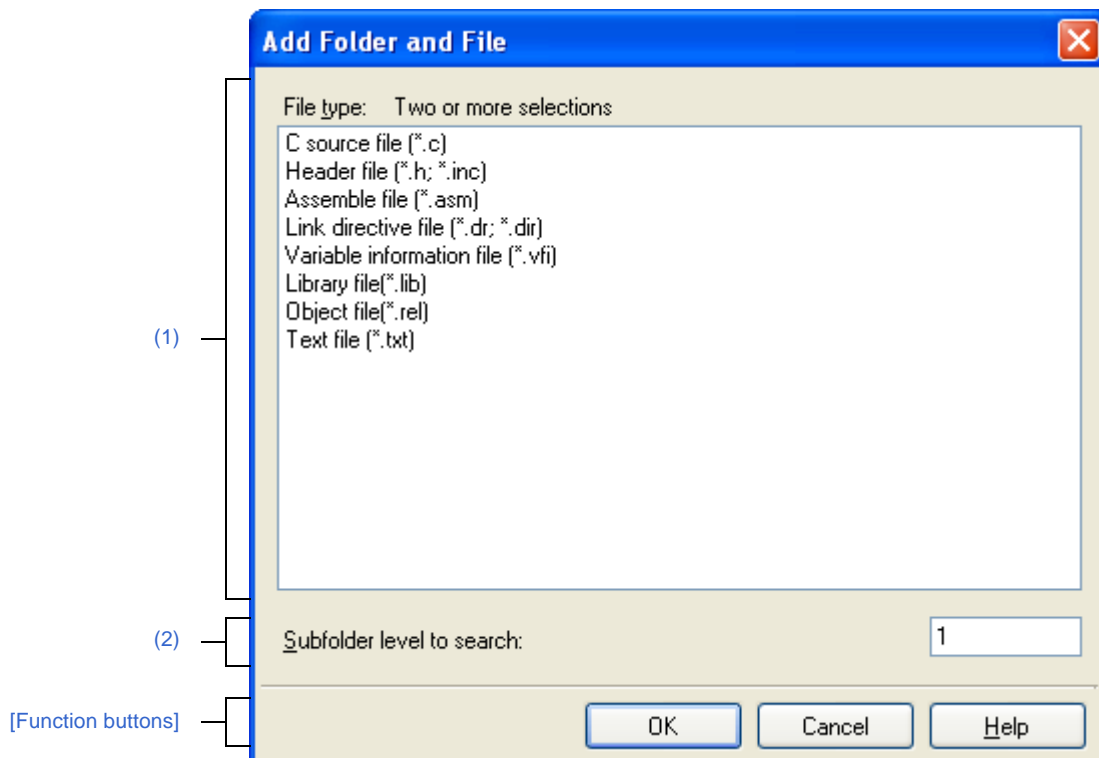 Add Folder and File
File type: Two or more selections
C source file (*.c)
Header file (*.h; *.inc)
Assemble file (*.asm)
Link directive file (*.dr; *.dir)
Variable information file (*.vfi)
Library file(*.lib)
Object file(*.rel)
Text file (*.txt)
(1)
(2)
Subfolder level to search: 1
[Function buttons]
OK Cancel Help